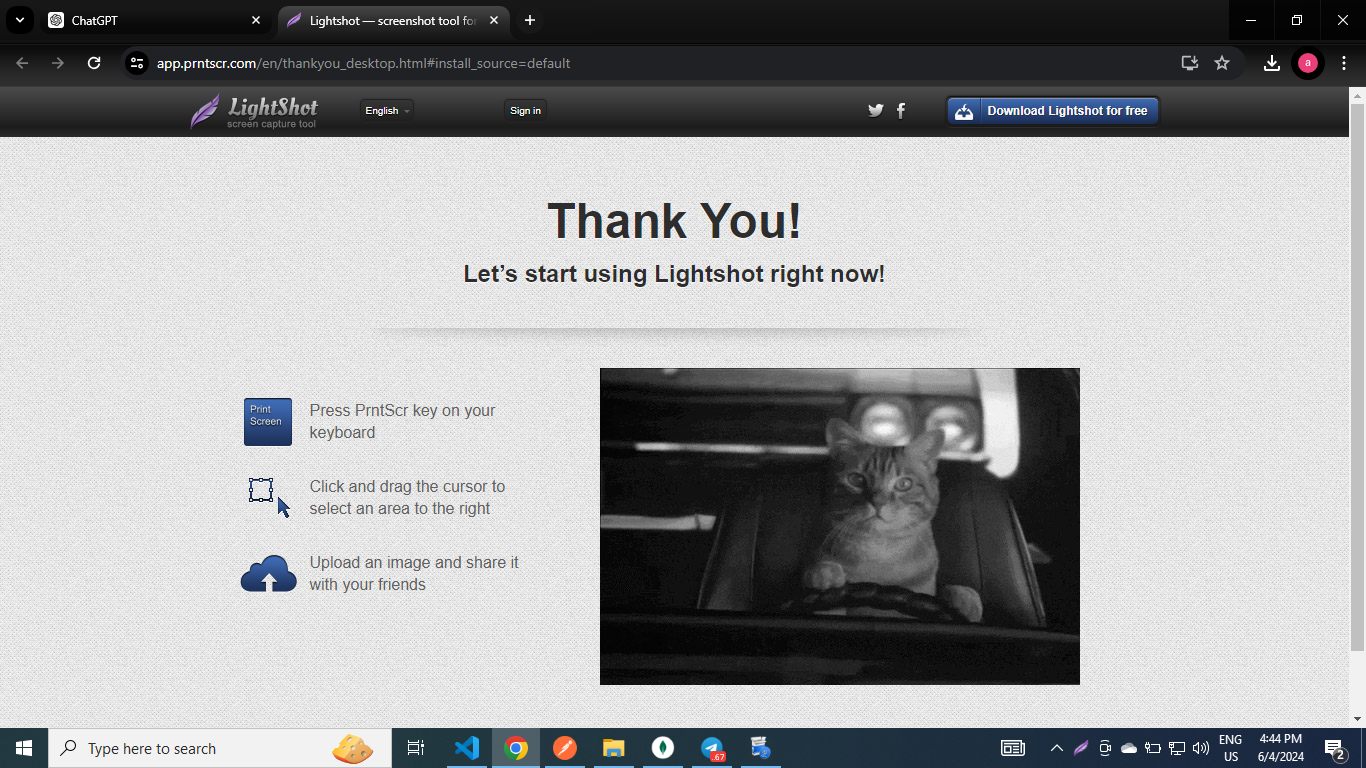 ChatGPT
Lightshot — screenshot tool for
app.prntscr.com/en/thankyou_desktop.html#install_source=default
a
LightShot
screen capture tool
English
Sign in
Download Lightshot for free
Thank You!
Let's start using Lightshot right now!
Print
Screen
Press PrntScr key on your
keyboard
Click and drag the cursor to
select an area to the right
Upload an image and share it
with your friends
Type here to search
67
ENG
US
4:44 PM
6/4/2024
2